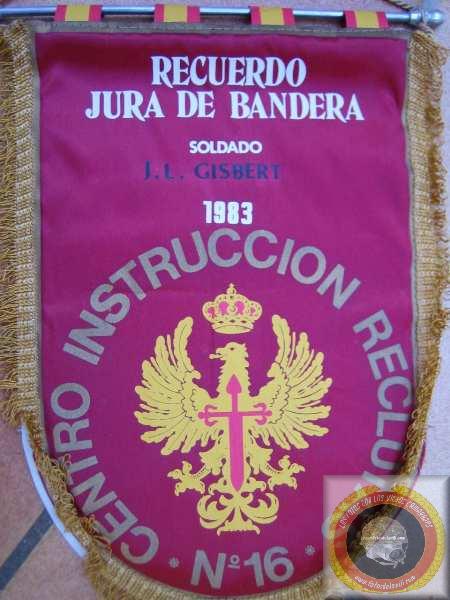 RECUERDO
JURA DE BANDERA
SOLDADO
J.L. GISBERT
1983
CENTRO INSTRUCCION RECLU
Nº16